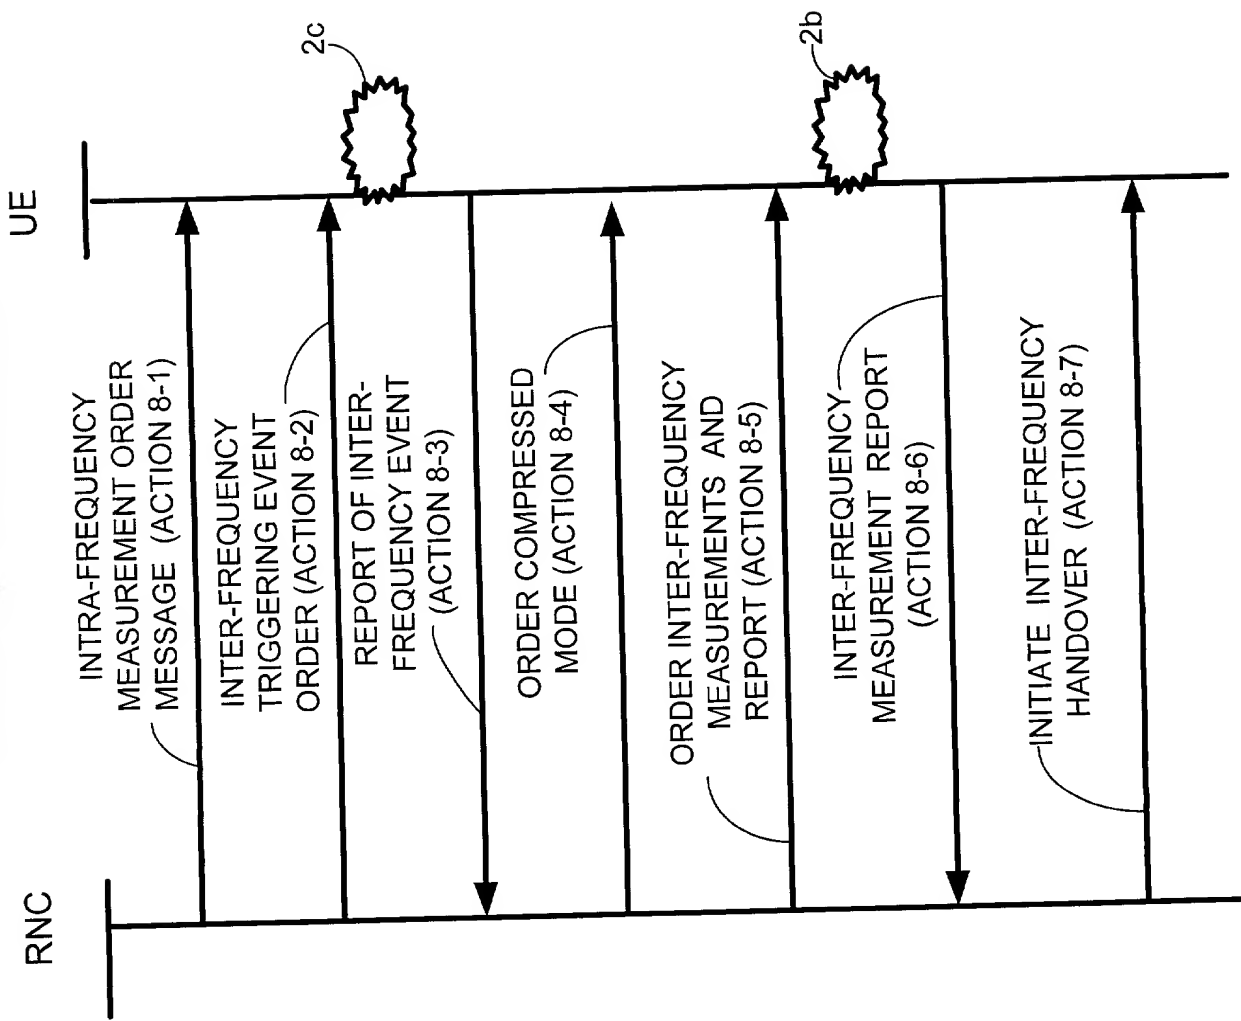 RNC
UE
INTRA-FREQUENCY
MEASUREMENT ORDER
MESSAGE (ACTION 8-1)
INTER-FREQUENCY
TRIGGERING EVENT
ORDER (ACTION 8-2)
2c
REPORT OF INTER-
FREQUENCY EVENT
(ACTION 8-3)
ORDER COMPRESSED
MODE (ACTION 8-4)
ORDER INTER-FREQUENCY
MEASUREMENTS AND
REPORT (ACTION 8-5)
2b
INTER-FREQUENCY
MEASUREMENT REPORT
(ACTION 8-6)
INITIATE INTER-FREQUENCY
HANDOVER (ACTION 8-7)